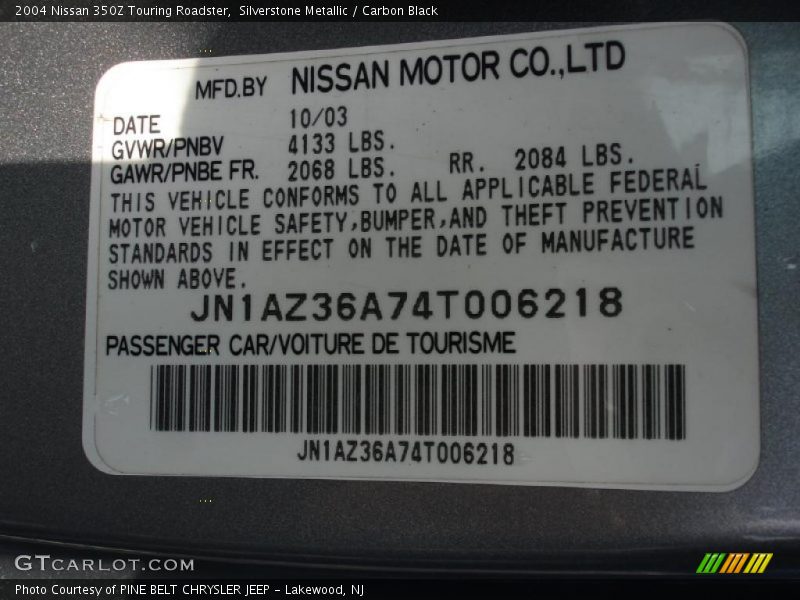 2004 Nissan 350Z Touring Roadster,  Silverstone Metallic / Carbon Black
MFD.BY NISSAN MOTOR CO.,LTD
DATE 10/03
GVWR/PNBV 4133 LBS.
GAWR/PNBE FR. 2068 LBS. RR. 2084 LBS.
THIS VEHICLE CONFORMS TO ALL APPLICABLE FEDERAL
MOTOR VEHICLE SAFETY,BUMPER,AND THEFT PREVENTION
STANDARDS IN EFFECT ON THE DATE OF MANUFACTURE
SHOWN ABOVE.
JN1AZ36A74T006218
PASSENGER CAR/VOITURE DE TOURISME
JN1AZ36A74T006218
GTCARLOT.COM
Photo Courtesy of PINE BELT CHRYSLER JEEP - Lakewood, NJ